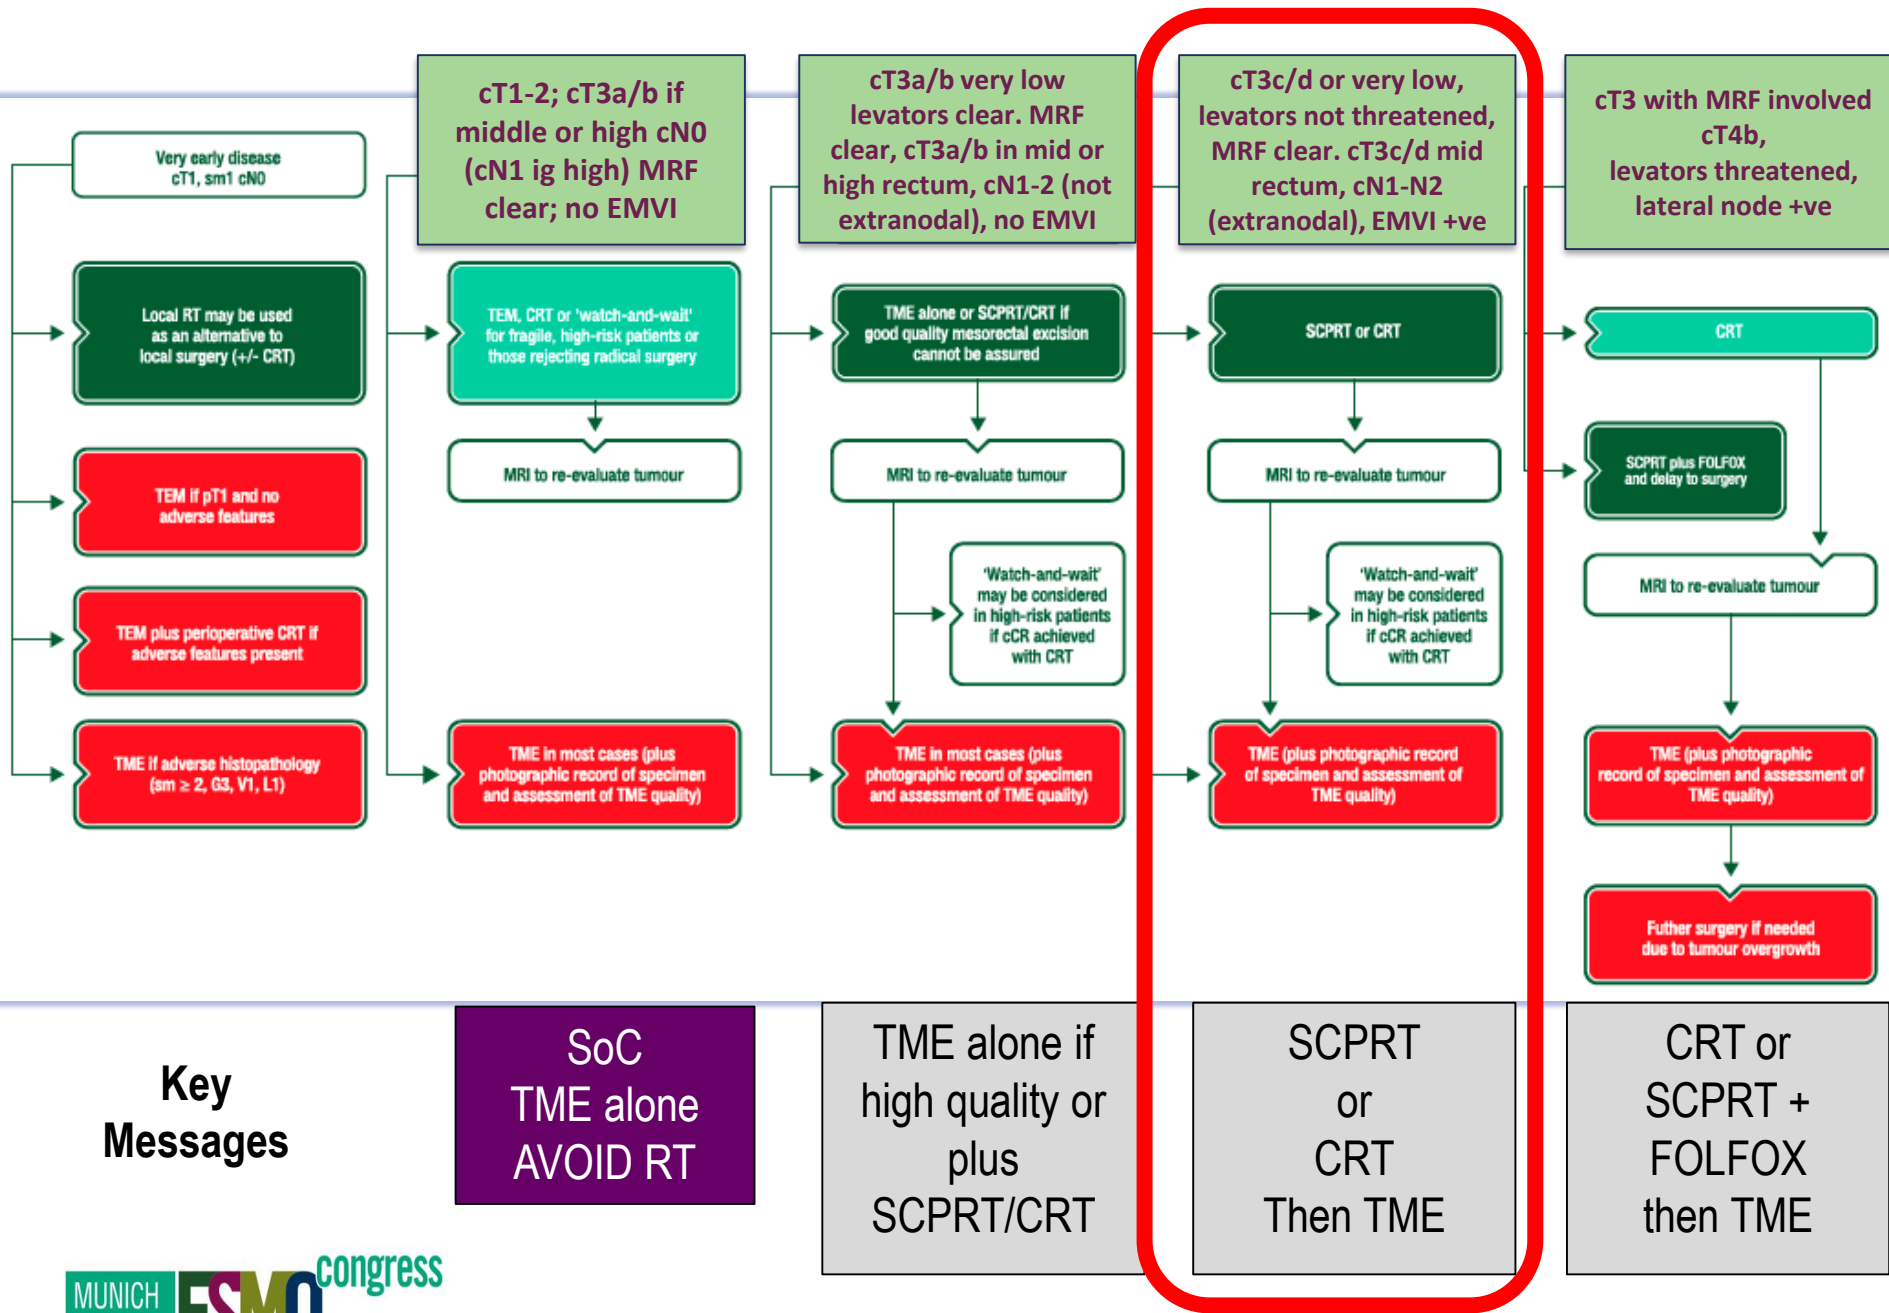 Very early disease
cT1, sm1 cN0
Local RT may be used
as an alternative to
local surgery (+/- CRT)
TEM if pT1 and no
adverse features
TEM plus perioperative CRT if
adverse features present
TME if adverse histopathology
(sm ≥ 2, G3, V1, L1)
cT1-2; cT3a/b if
middle or high cN0
(cN1 ig high) MRF
clear; no EMVI
TEM, CRT or 'watch-and-wait'
for fragile, high-risk patients or
those rejecting radical surgery
MRI to re-evaluate tumour
TME in most cases (plus
photographic record of specimen
and assessment of TME quality)
cT3a/b very low
levators clear. MRF
clear, cT3a/b in mid or
high rectum, cN1-2 (not
extranodal), no EMVI
TME alone or SCPRT/CRT if
good quality mesorectal excision
cannot be assured
MRI to re-evaluate tumour
'Watch-and-wait'
may be considered
in high-risk patients
if cCR achieved
with CRT
TME in most cases (plus
photographic record of specimen
and assessment of TME quality)
cT3c/d or very low,
levators not threatened,
MRF clear. cT3c/d mid
rectum, cN1-N2
(extranodal), EMVI +ve
SCPRT or CRT
MRI to re-evaluate tumour
'Watch-and-wait'
may be considered
in high-risk patients
if cCR achieved
with CRT
TME (plus photographic record
of specimen and assessment of
TME quality)
cT3 with MRF involved
cT4b,
levators threatened,
lateral node +ve
CRT
SCPRT plus FOLFOX
and delay to surgery
MRI to re-evaluate tumour
TME (plus photographic
record of specimen and assessment of
TME quality)
Futher surgery if needed
due to tumour overgrowth
Key
Messages
SoC
TME alone
AVOID RT
TME alone if
high quality or
plus
SCPRT/CRT
SCPRT
or
CRT
Then TME
CRT or
SCPRT +
FOLFOX
then TME
MUNICH ESMO congress